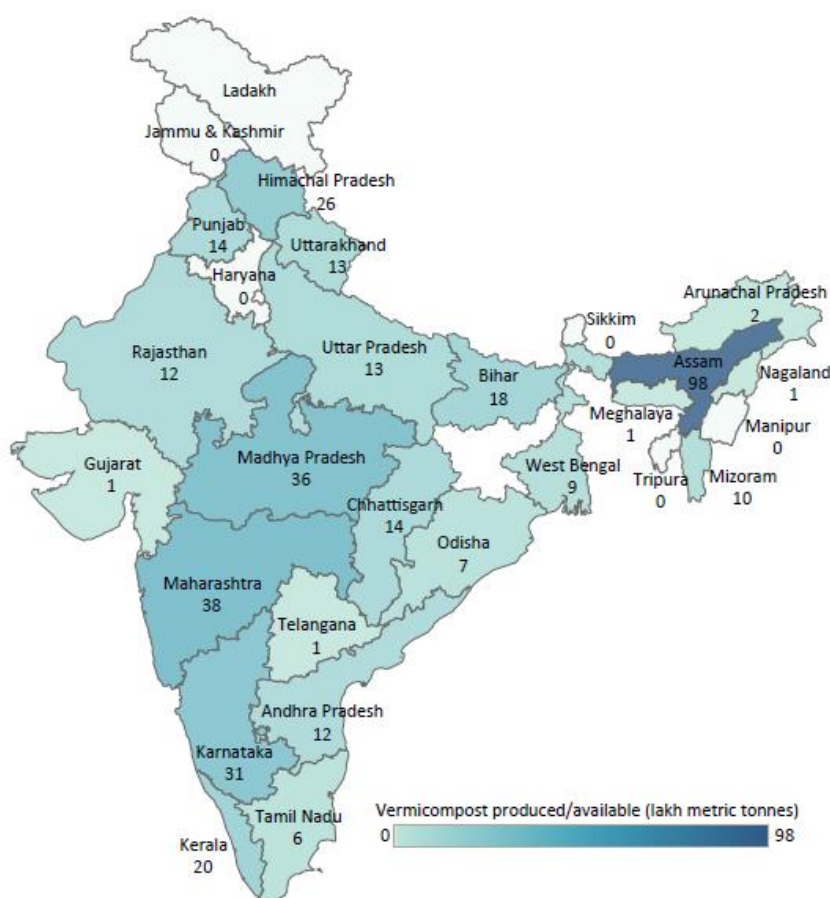 Ladakh
Jammu & Kashmir
0
Himachal Pradesh
26
Punjab
14
Uttarakhand
13
Haryana
0
Arunachal Pradesh
2
Sikkim
0
Rajasthan
12
Uttar Pradesh
13
Bihar
18
Assam
98
Nagaland
1
Meghalaya
1
Manipur
0
Tripura
0
Mizoram
10
Gujarat
1
Madhya Pradesh
36
West Bengal
9
Chhattisgarh
14
Odisha
7
Maharashtra
38
Telangana
1
Andhra Pradesh
12
Karnataka
31
Tamil Nadu
6
Kerala
20
Vermicompost produced/available (lakh metric tonnes)
0 98